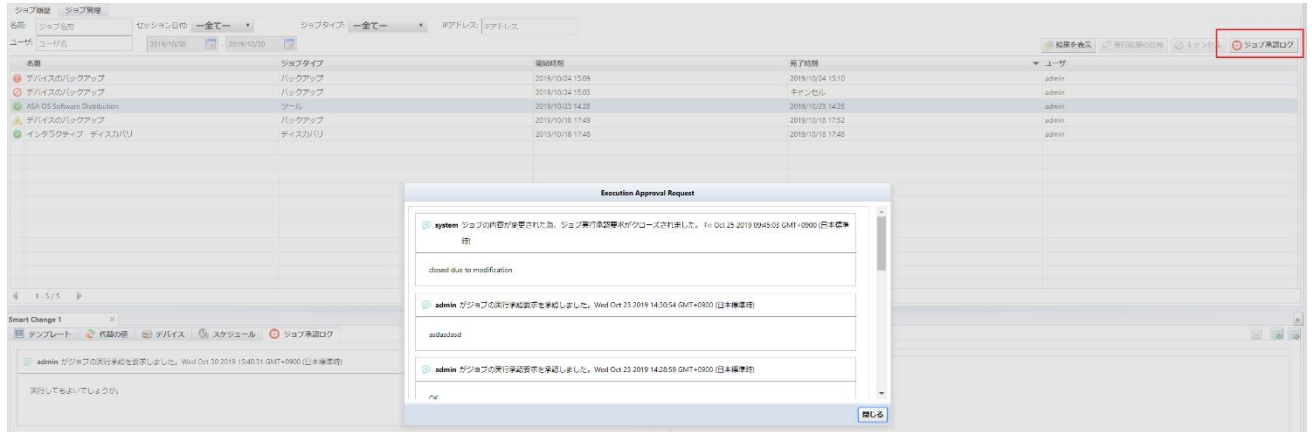 ジョブ履歴 ジョブ管理
名前: ジョブ名前 セッション日付: —全て— ジョブタイプ: —全て— IPアドレス: IPアドレス
ユーザ: ユーザ名 2019/10/30 - 2019/10/30 結果を表示 実行結果の比較 キャンセル ジョブ承認ログ
名前 ジョブタイプ 開始時刻 完了時刻 ユーザ
デバイスのバックアップ バックアップ 2019/10/24 15:09 2019/10/24 15:10 admin
デバイスのバックアップ バックアップ 2019/10/24 15:05 キャンセル admin
ASA OS Software Distribution ツール 2019/10/23 14:28 2019/10/23 14:28 admin
デバイスのバックアップ バックアップ 2019/10/18 17:49 2019/10/18 17:52 admin
インタラクティブ ディスカバリ ディスカバリ 2019/10/18 17:48 2019/10/18 17:48 admin
Execution Approval Request
system ジョブの内容が変更された為、ジョブ実行承認要求がクローズされました。 Fri Oct 25 2019 09:45:03 GMT+0900 (日本標準
時)
closed due to modification
admin がジョブの実行承認要求を承認しました。Wed Oct 23 2019 14:30:54 GMT+0900 (日本標準時)
asdasdasd
admin がジョブの実行承認要求を承認しました。Wed Oct 23 2019 14:28:59 GMT+0900 (日本標準時)
OK
閉じる
1 - 5 / 5
Smart Change 1
テンプレート 代替の値 デバイス スケジュール ジョブ承認ログ
admin がジョブの実行承認を要求しました。Wed Oct 30 2019 15:48:31 GMT+0900 (日本標準時)
実行してもよいでしょうか。